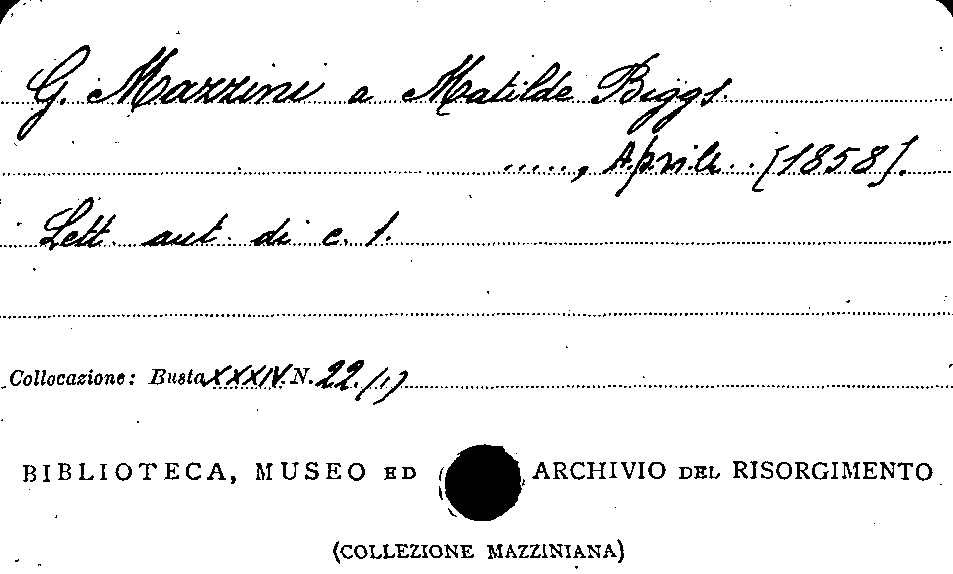 G. Mazzini a Matilde Biggs.
....., Aprile .. [1858].
Lett. aut. di c. 1.
Collocazione: Busta XXXIV. N. 22./1)
BIBLIOTECA, MUSEO ED ARCHIVIO DEL RISORGIMENTO
(COLLEZIONE MAZZINIANA)